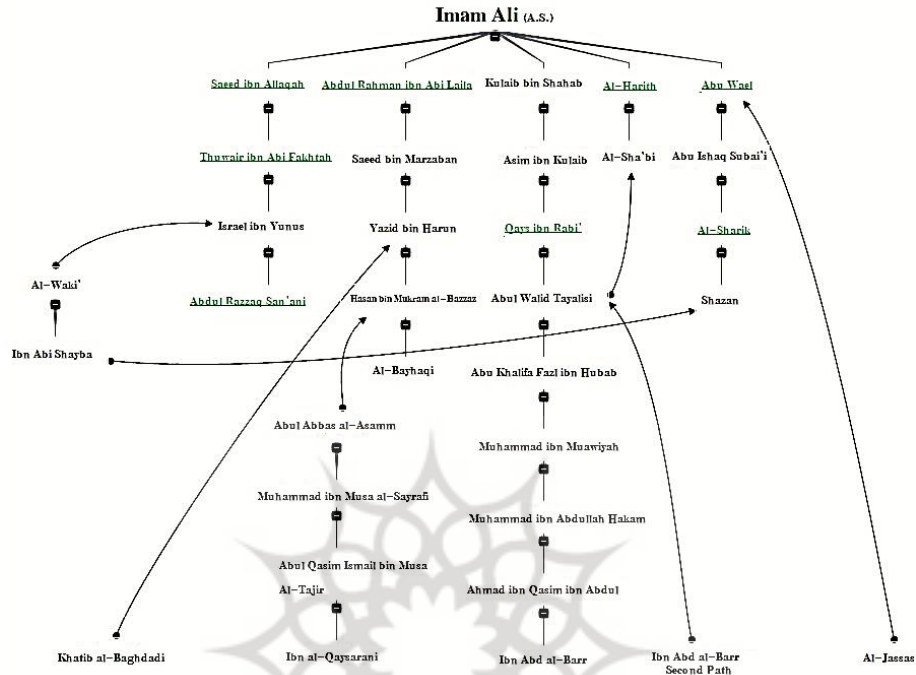 Imam Ali (A.S.)
Saeed ibn Allaqah
Abdul Rahman ibn Abi Laila
Kulaib bin Shahab
Al-Harith
Abu Wael
Thuwair ibn Abi Fakhtah
Saeed bin Marzaban
Asim ibn Kulaib
Al-Sha'bi
Abu Ishaq Subai'i
Israel ibn Yunus
Yazid bin Harun
Qays ibn Rabi'
Al-Sharik
Al-Waki'
Abdul Razzaq San'ani
Hasan bin Mukram al-Bazzaz
Abul Walid Tayalisi
Shazan
Ibn Abi Shayba
Al-Bayhaqi
Abu Khalifa Fazl ibn Hubab
Abul Abbas al-Asamm
Muhammad ibn Muawiyah
Muhammad ibn Musa al-Sayrafi
Muhammad ibn Abdullah Hakam
Abul Qasim Ismail bin Musa
Al-Tajir
Ahmad ibn Qasim ibn Abdul
Khatib al-Baghdadi
Ibn al-Qaysarani
Ibn Abd al-Barr
Ibn Abd al-Barr
Second Path
Al-Jassas